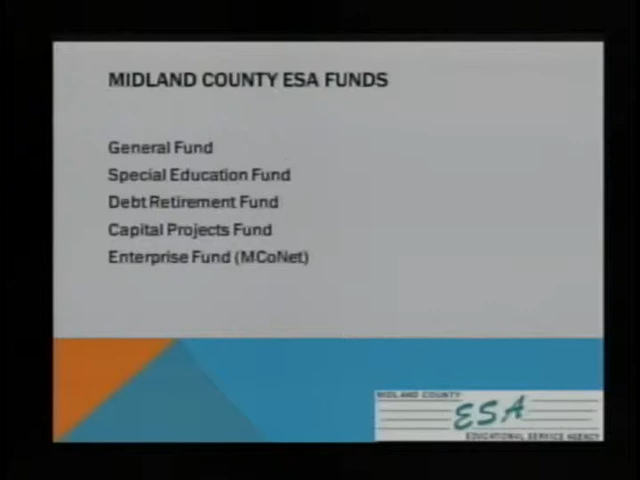 MIDLAND COUNTY ESA FUNDS
General Fund
Special Education Fund
Debt Retirement Fund
Capital Projects Fund
Enterprise Fund (MCoNet)
MIDLAND COUNTY
ESA
EDUCATIONAL SERVICE AGENCY